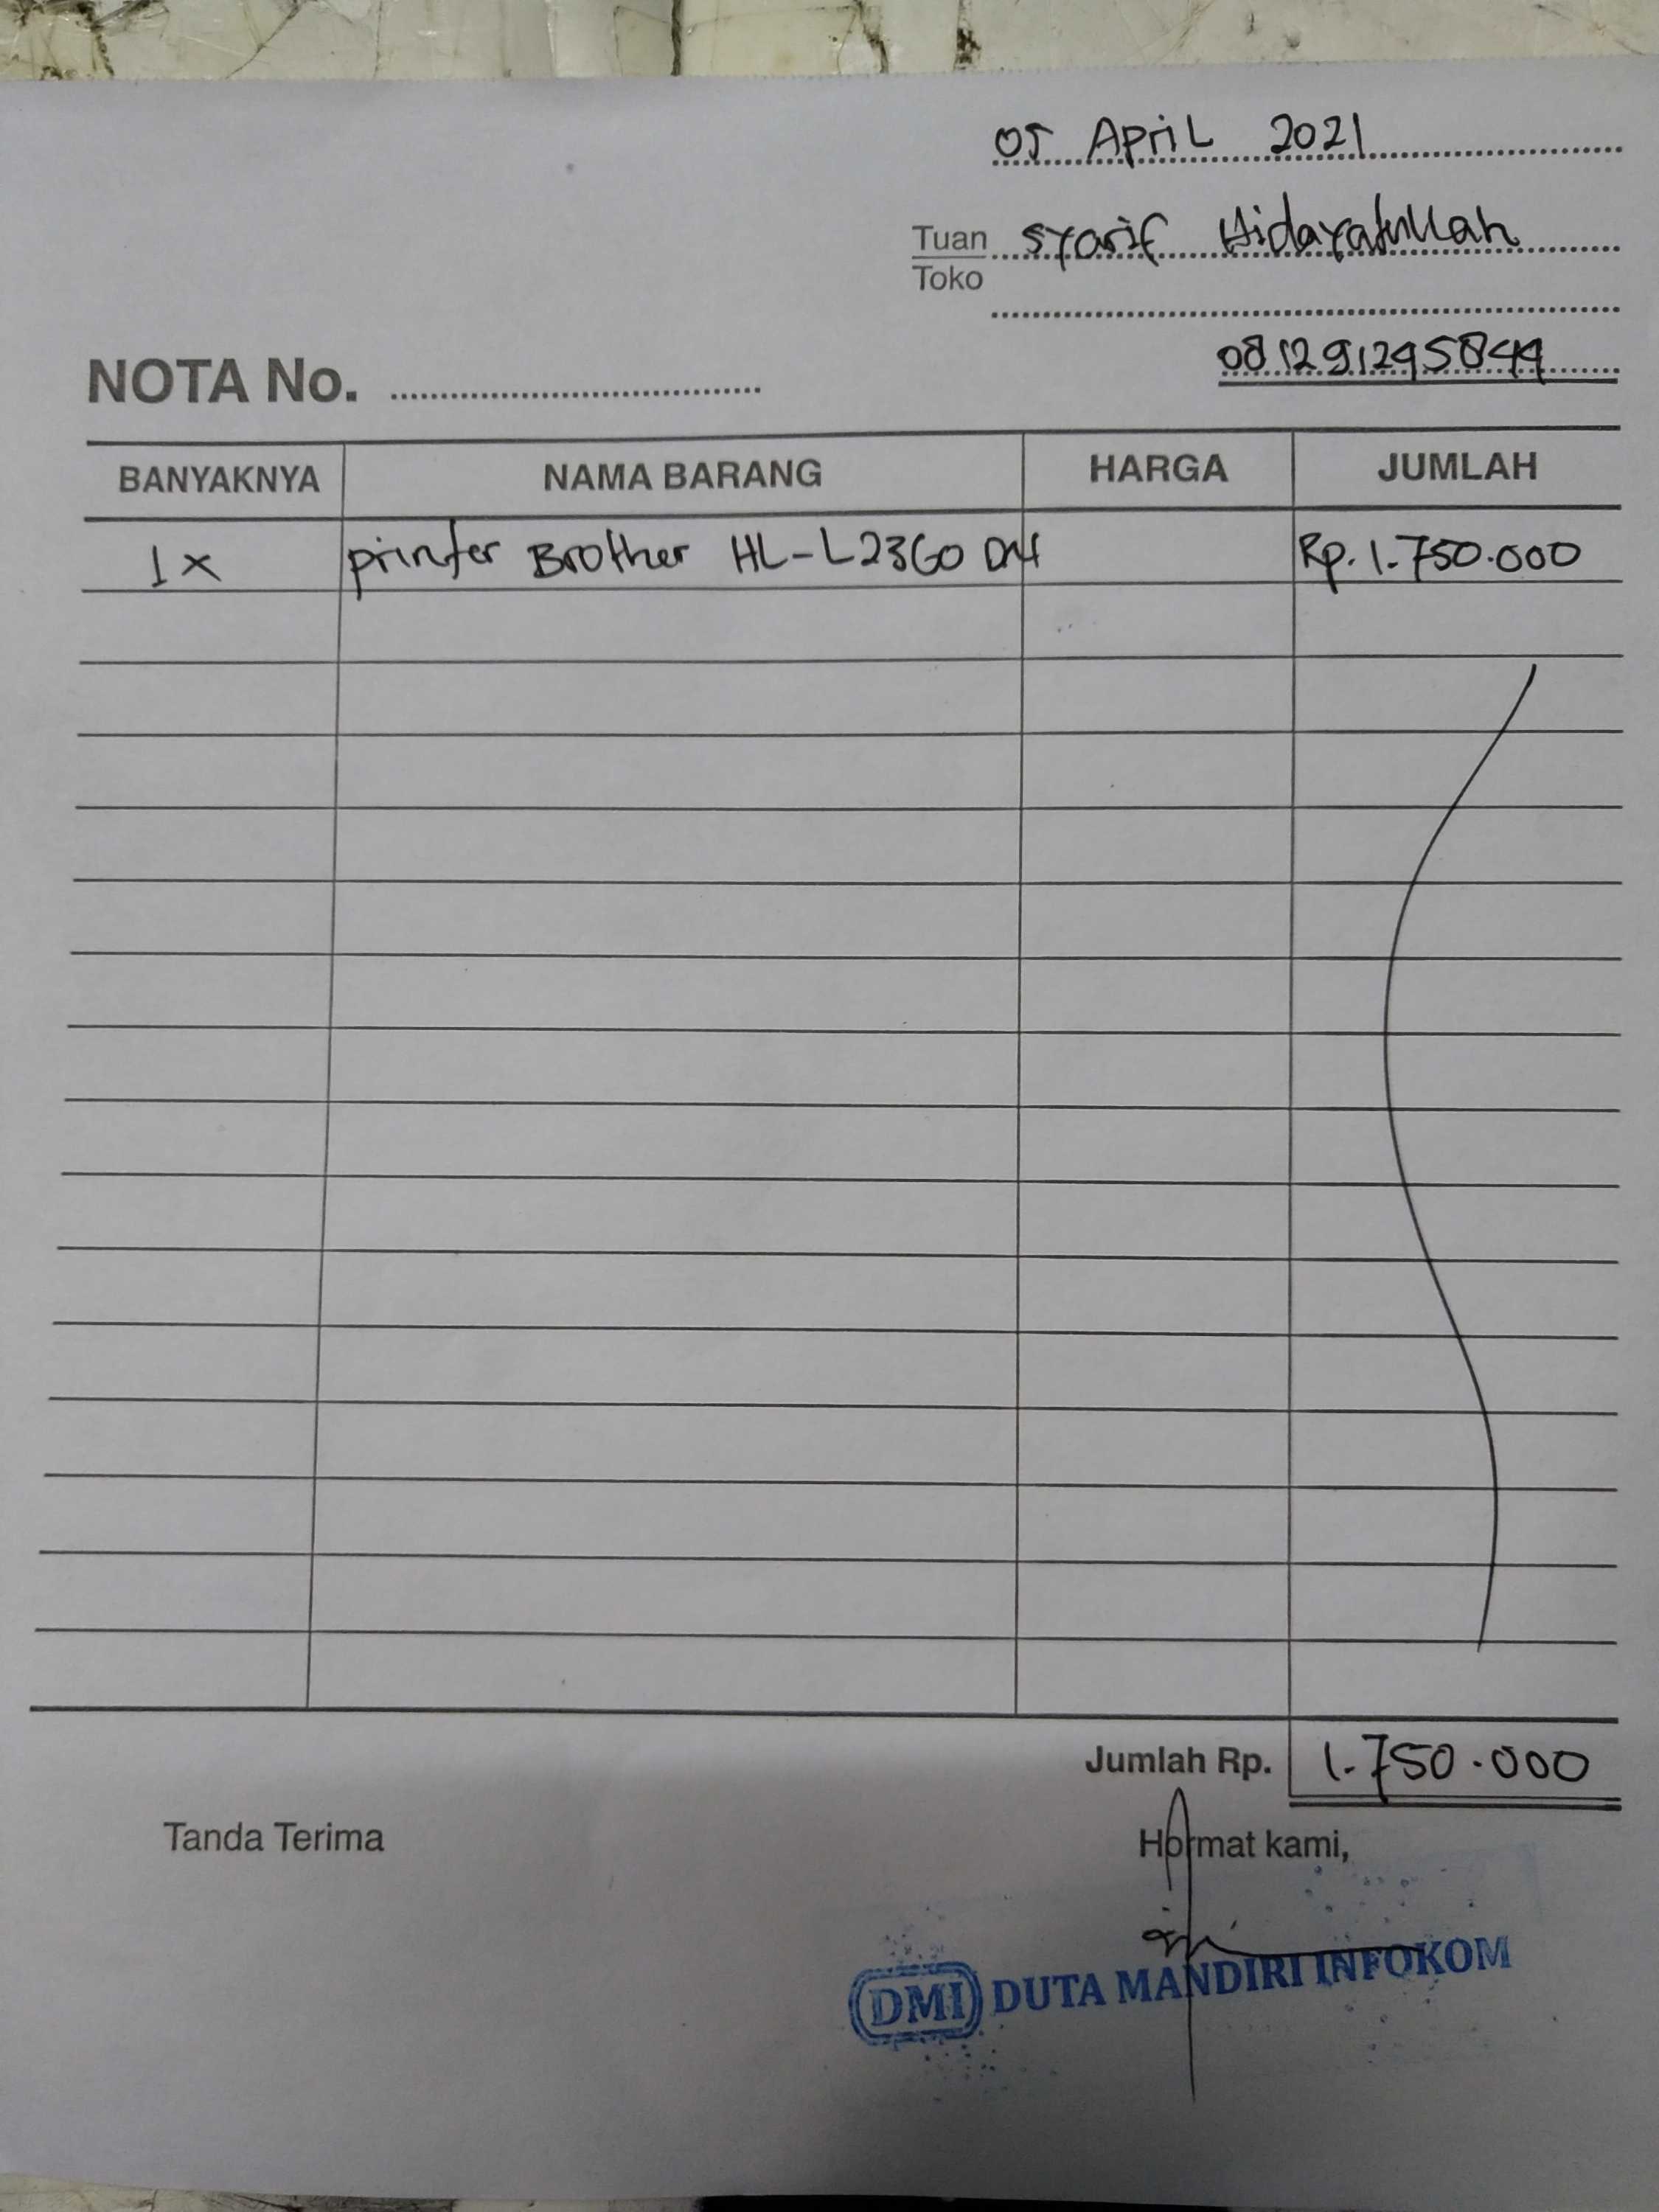 05 April 2021
Tuan Syarif Hidayatullah
Toko
081291295844
NOTA No.
BANYAKNYA NAMA BARANG HARGA JUMLAH
1x printer Brother HL-L2360 DN Rp. 1.750.000
Jumlah Rp. 1.750.000
Tanda Terima Hormat kami,
DMI DUTA MANDIRI INFOKOM